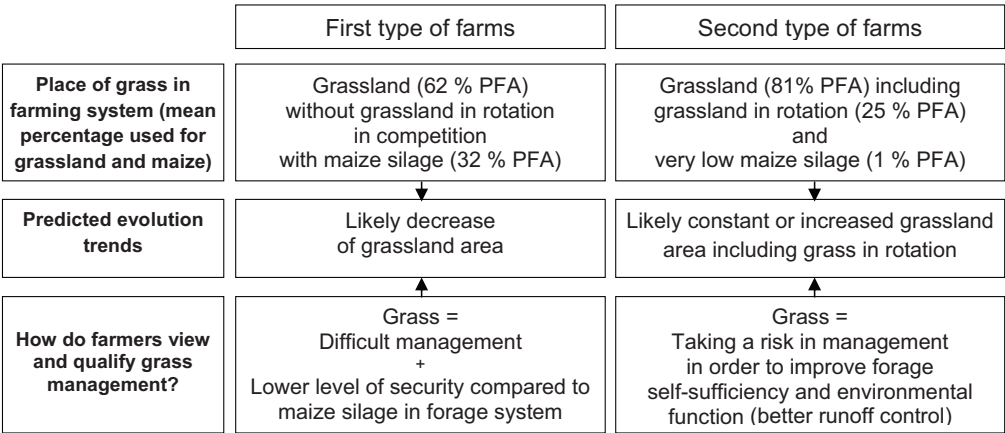 First type of farms
Second type of farms
Place of grass in
farming system (mean
percentage used for
grassland and maize)
Grassland (62 % PFA)
without grassland in rotation
in competition
with maize silage (32 % PFA)
Grassland (81% PFA) including
grassland in rotation (25 % PFA)
and
very low maize silage (1 % PFA)
Predicted evolution
trends
Likely decrease
of grassland area
Likely constant or increased grassland
area including grass in rotation
How do farmers view
and qualify grass
management?
Grass =
Difficult management
+
Lower level of security compared to
maize silage in forage system
Grass =
Taking a risk in management
in order to improve forage
self-sufficiency and environmental
function (better runoff control)